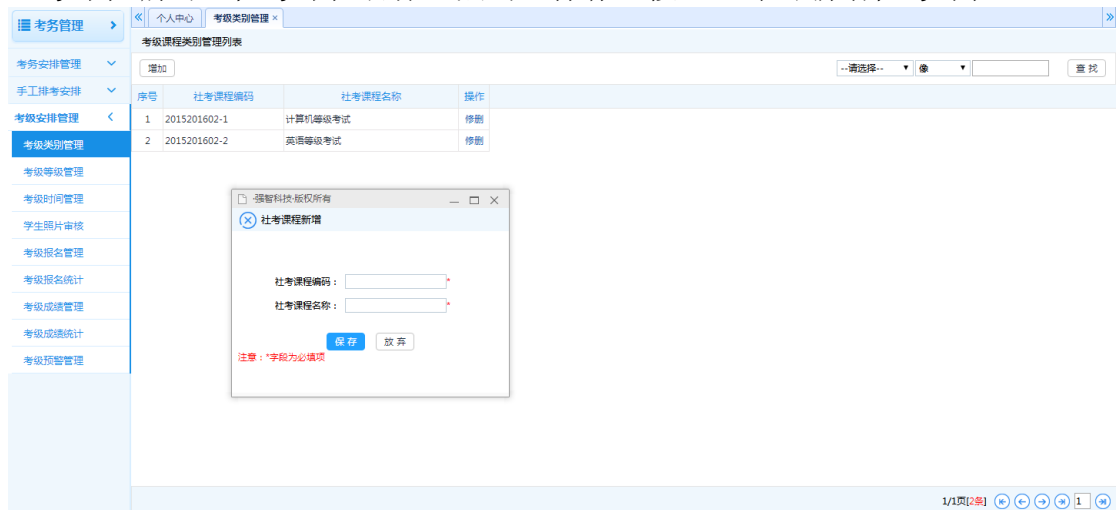 考务管理
个人中心 考级类别管理 ×
考级课程类别管理列表
增加
--请选择-- 像 查 找
序号 社考课程编码 社考课程名称 操作
1 2015201602-1 计算机等级考试 修删
2 2015201602-2 英语等级考试 修删
考务安排管理
手工排考安排
考级安排管理
考级类别管理
考级等级管理
考级时间管理
学生照片审核
考级报名管理
考级报名统计
考级成绩管理
考级成绩统计
考级预警管理
·强智科技·版权所有
社考课程新增
社考课程编码： *
社考课程名称： *
保 存 放 弃
注意：*字段为必填项
1/1页[2条] 1